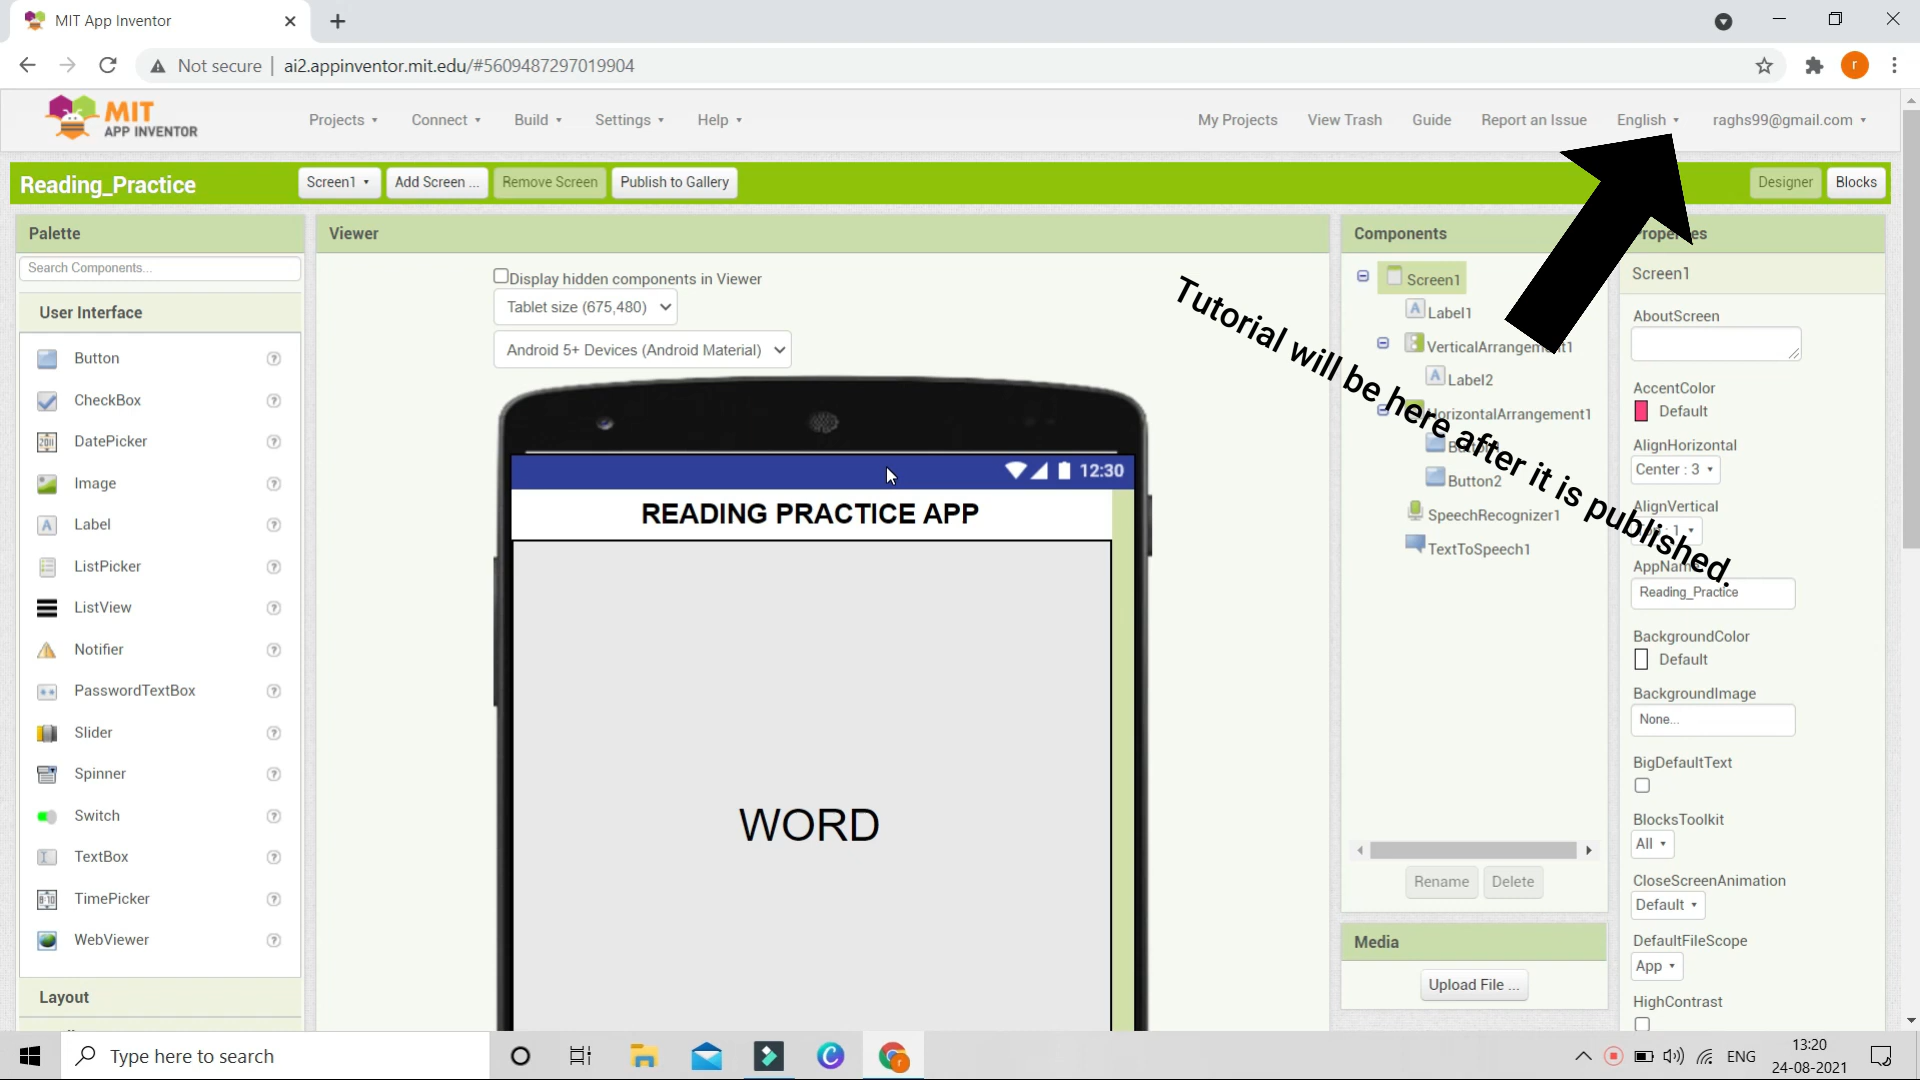 MIT App Inventor
Not secure | ai2.appinventor.mit.edu/#5609487297019904
r
MIT
APP INVENTOR
Projects Connect Build Settings Help My Projects View Trash Guide Report an Issue English raghs99@gmail.com
Reading_Practice Screen1 Add Screen ... Remove Screen Publish to Gallery Designer Blocks
Palette
Search Components...
User Interface
Button
CheckBox
DatePicker
Image
Label
ListPicker
ListView
Notifier
PasswordTextBox
Slider
Spinner
Switch
TextBox
TimePicker
WebViewer
Layout
Viewer
Display hidden components in Viewer
Tablet size (675,480)
Android 5+ Devices (Android Material)
12:30
READING PRACTICE APP
WORD
Tutorial will be here after it is published.
Components
Screen1
Label1
Label2
HorizontalArrangement1
Button2
SpeechRecognizer1
TextToSpeech1
Rename Delete
Media
Upload File ...
Properties
Screen1
AboutScreen
AccentColor
Default
AlignHorizontal
Center : 3
AlignVertical
AppName
Reading_Practice
BackgroundColor
Default
BackgroundImage
None...
BigDefaultText
BlocksToolkit
All
CloseScreenAnimation
Default
DefaultFileScope
App
HighContrast
Type here to search
ENG
13:20
24-08-2021